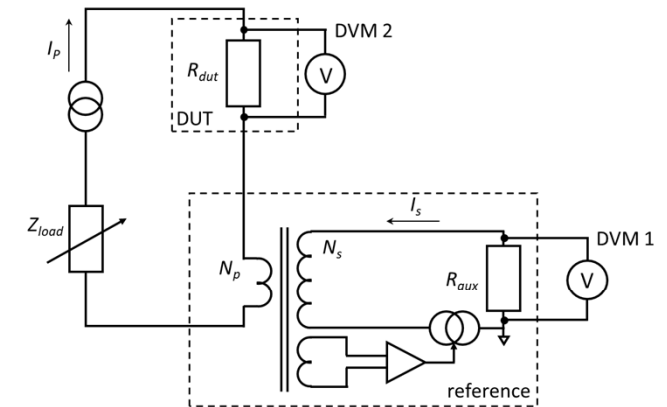 DVM 2
I_P
R_dut
V
DUT
I_s
Z_load
N_p
N_s
DVM 1
R_aux
V
reference